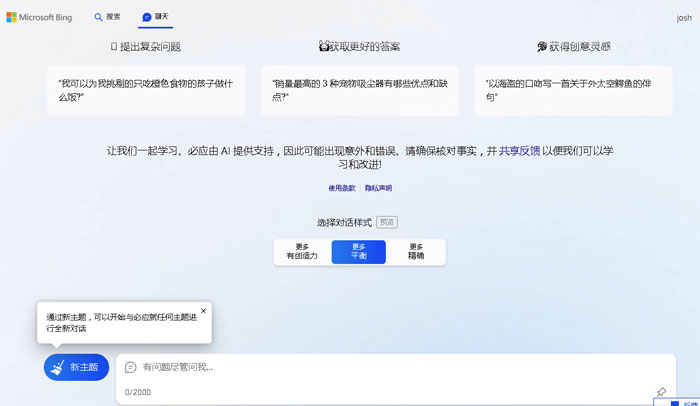 Microsoft Bing
搜索
聊天
josh
提出复杂问题
获取更好的答案
获得创意灵感
"我可以为我挑剔的只吃橙色食物的孩子做什
么饭?"
"销量最高的 3 种宠物吸尘器有哪些优点和缺
点?"
"以海盗的口吻写一首关于外太空鳄鱼的俳
句"
让我们一起学习。必应由 AI 提供支持，因此可能出现意外和错误。请确保核对事实，并 共享反馈 以便我们可以学
习和改进!
使用条款
隐私声明
选择对话样式
预览
更多
有创造力
更多
平衡
更多
精确
通过新主题，可以开始与必应就任何主题进
行全新对话
新主题
有问题尽管问我...
0/2000